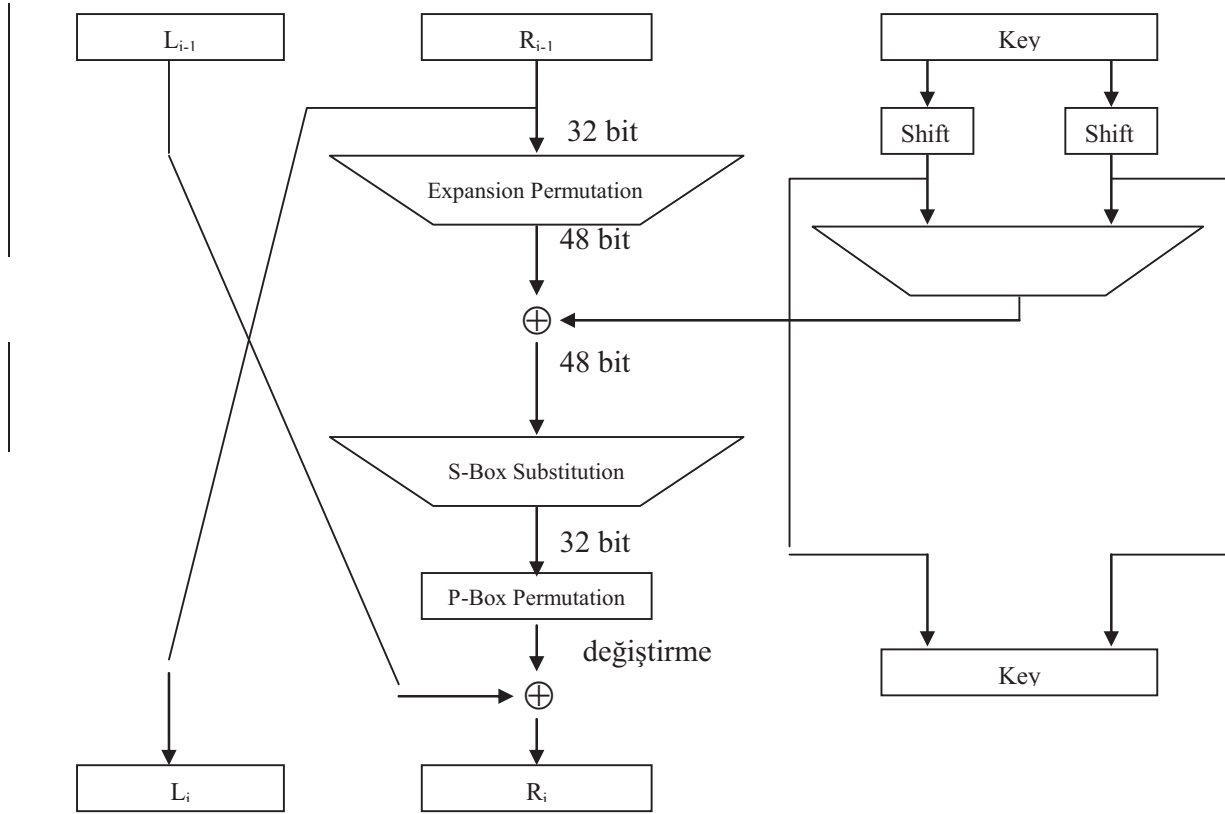 Lᵢ₋₁
Rᵢ₋₁
Key
Shift
Shift
32 bit
Expansion Permutation
48 bit
48 bit
S-Box Substitution
32 bit
P-Box Permutation
değiştirme
Key
Lᵢ
Rᵢ